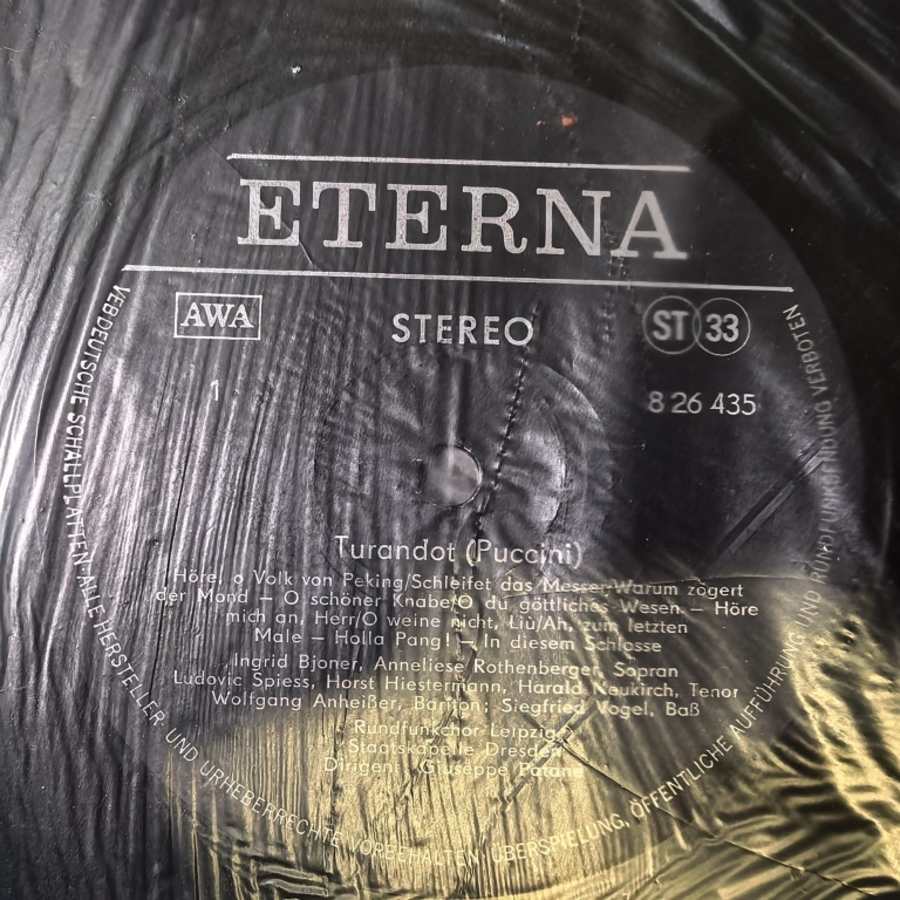 ETERNA
AWA
STEREO
ST 33
1
8 26 435
Turandot (Puccini)
Höre, o Volk von Peking/Schleifet das Messer-Warum zögert
der Mond — O schöner Knabe/O du göttliches Wesen — Höre
mich an, Herr/O weine nicht, Liù/Ah, zum letzten
Male — Holla Pang! — In diesem Schlosse
Ingrid Bjoner, Anneliese Rothenberger, Sopran
Ludovic Spiess, Horst Hiestermann, Harald Neukirch, Tenor
Wolfgang Anheißer, Bariton; Siegfried Vogel, Baß
Rundfunkchor Leipzig
Staatskapelle Dresden
Dirigent: Giuseppe Patané
VEB DEUTSCHE SCHALLPLATTEN · ALLE HERSTELLER- UND URHEBERRECHTE VORBEHALTEN, ÜBERSPIELUNG, ÖFFENTLICHE AUFFÜHRUNG UND RUNDFUNKSENDUNG VERBOTEN